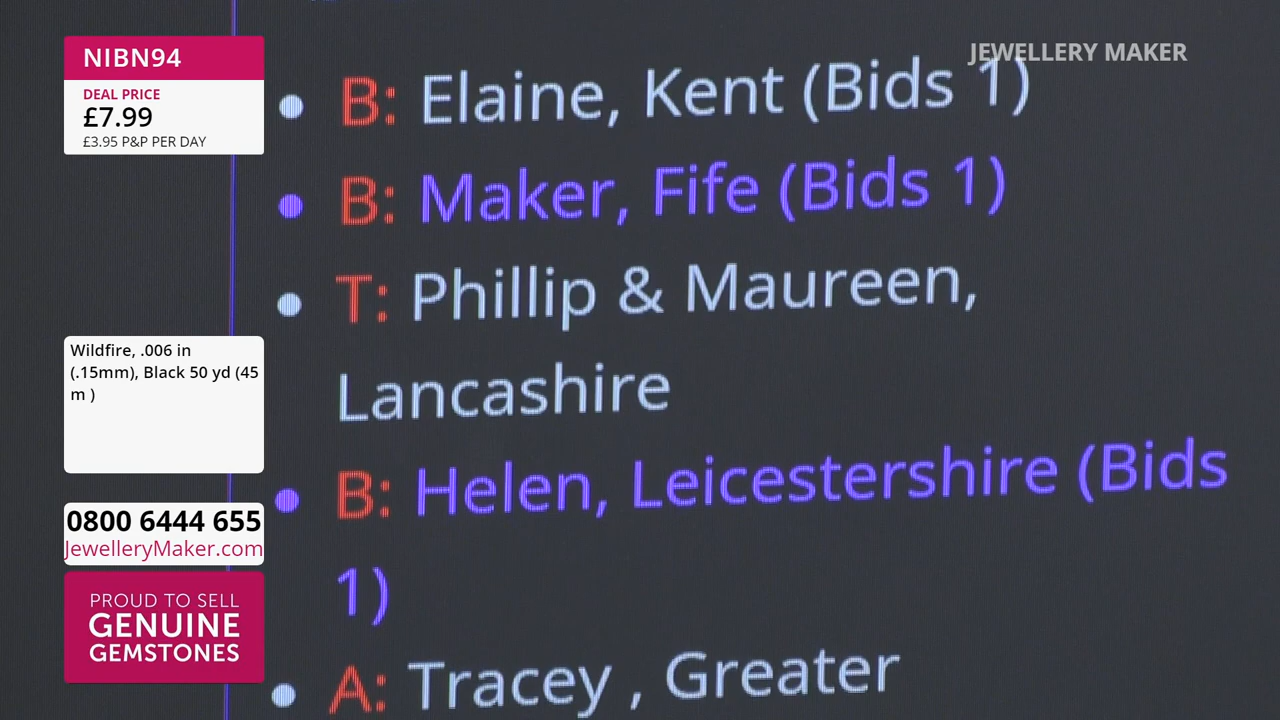 NIBN94
DEAL PRICE
£7.99
£3.95 P&P PER DAY
JEWELLERY MAKER
B: Elaine, Kent (Bids 1)
B: Maker, Fife (Bids 1)
T: Phillip & Maureen,
Lancashire
B: Helen, Leicestershire (Bids
1)
A: Tracey , Greater
Wildfire, .006 in
(.15mm), Black 50 yd (45
m )
0800 6444 655
JewelleryMaker.com
PROUD TO SELL
GENUINE
GEMSTONES